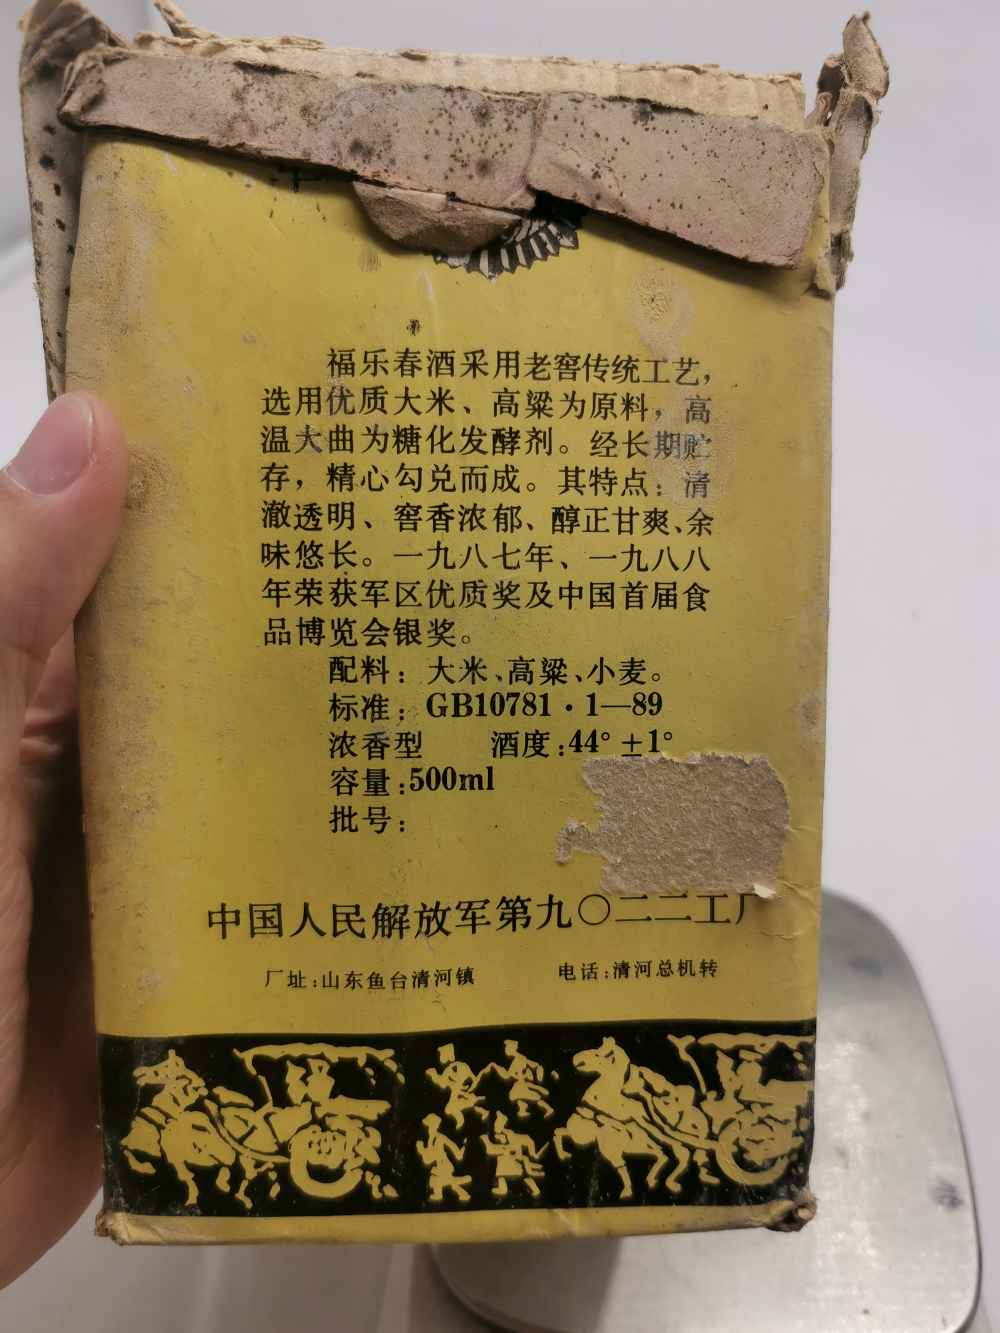 福乐春酒采用老窖传统工艺,
选用优质大米、高粱为原料,高
温大曲为糖化发酵剂。经长期贮
存,精心勾兑而成。其特点:清
澈透明、窖香浓郁、醇正甘爽、余
味悠长。一九八七年、一九八八
年荣获军区优质奖及中国首届食
品博览会银奖。
配料:大米、高粱、小麦。
标准:GB10781·1—89
浓香型 酒度:44°±1°
容量:500ml
批号:
中国人民解放军第九〇二二工厂
厂址:山东鱼台清河镇 电话:清河总机转